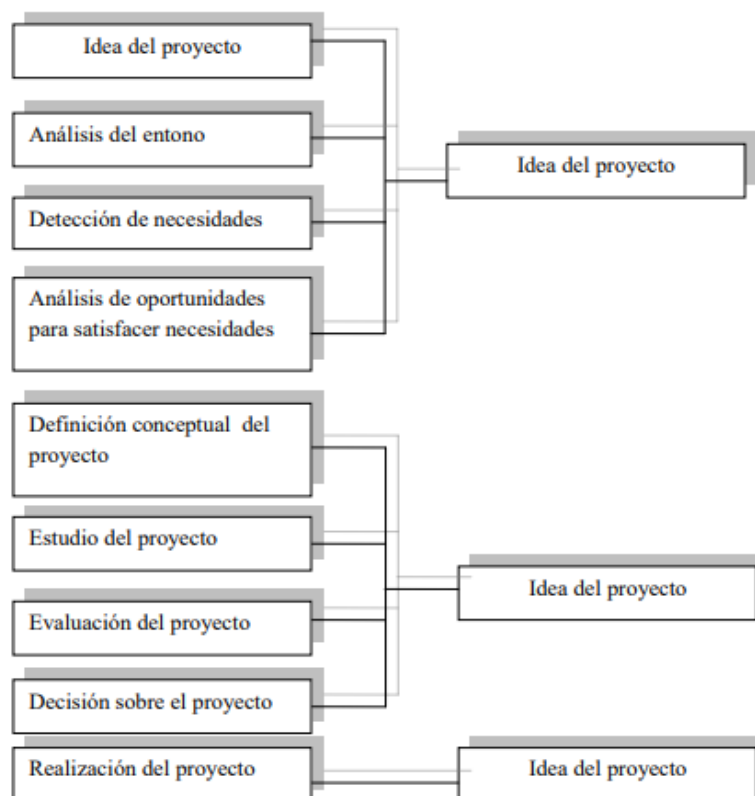 Idea del proyecto
Análisis del entono
Idea del proyecto
Detección de necesidades
Análisis de oportunidades
para satisfacer necesidades
Definición conceptual del
proyecto
Estudio del proyecto
Idea del proyecto
Evaluación del proyecto
Decisión sobre el proyecto
Realización del proyecto
Idea del proyecto